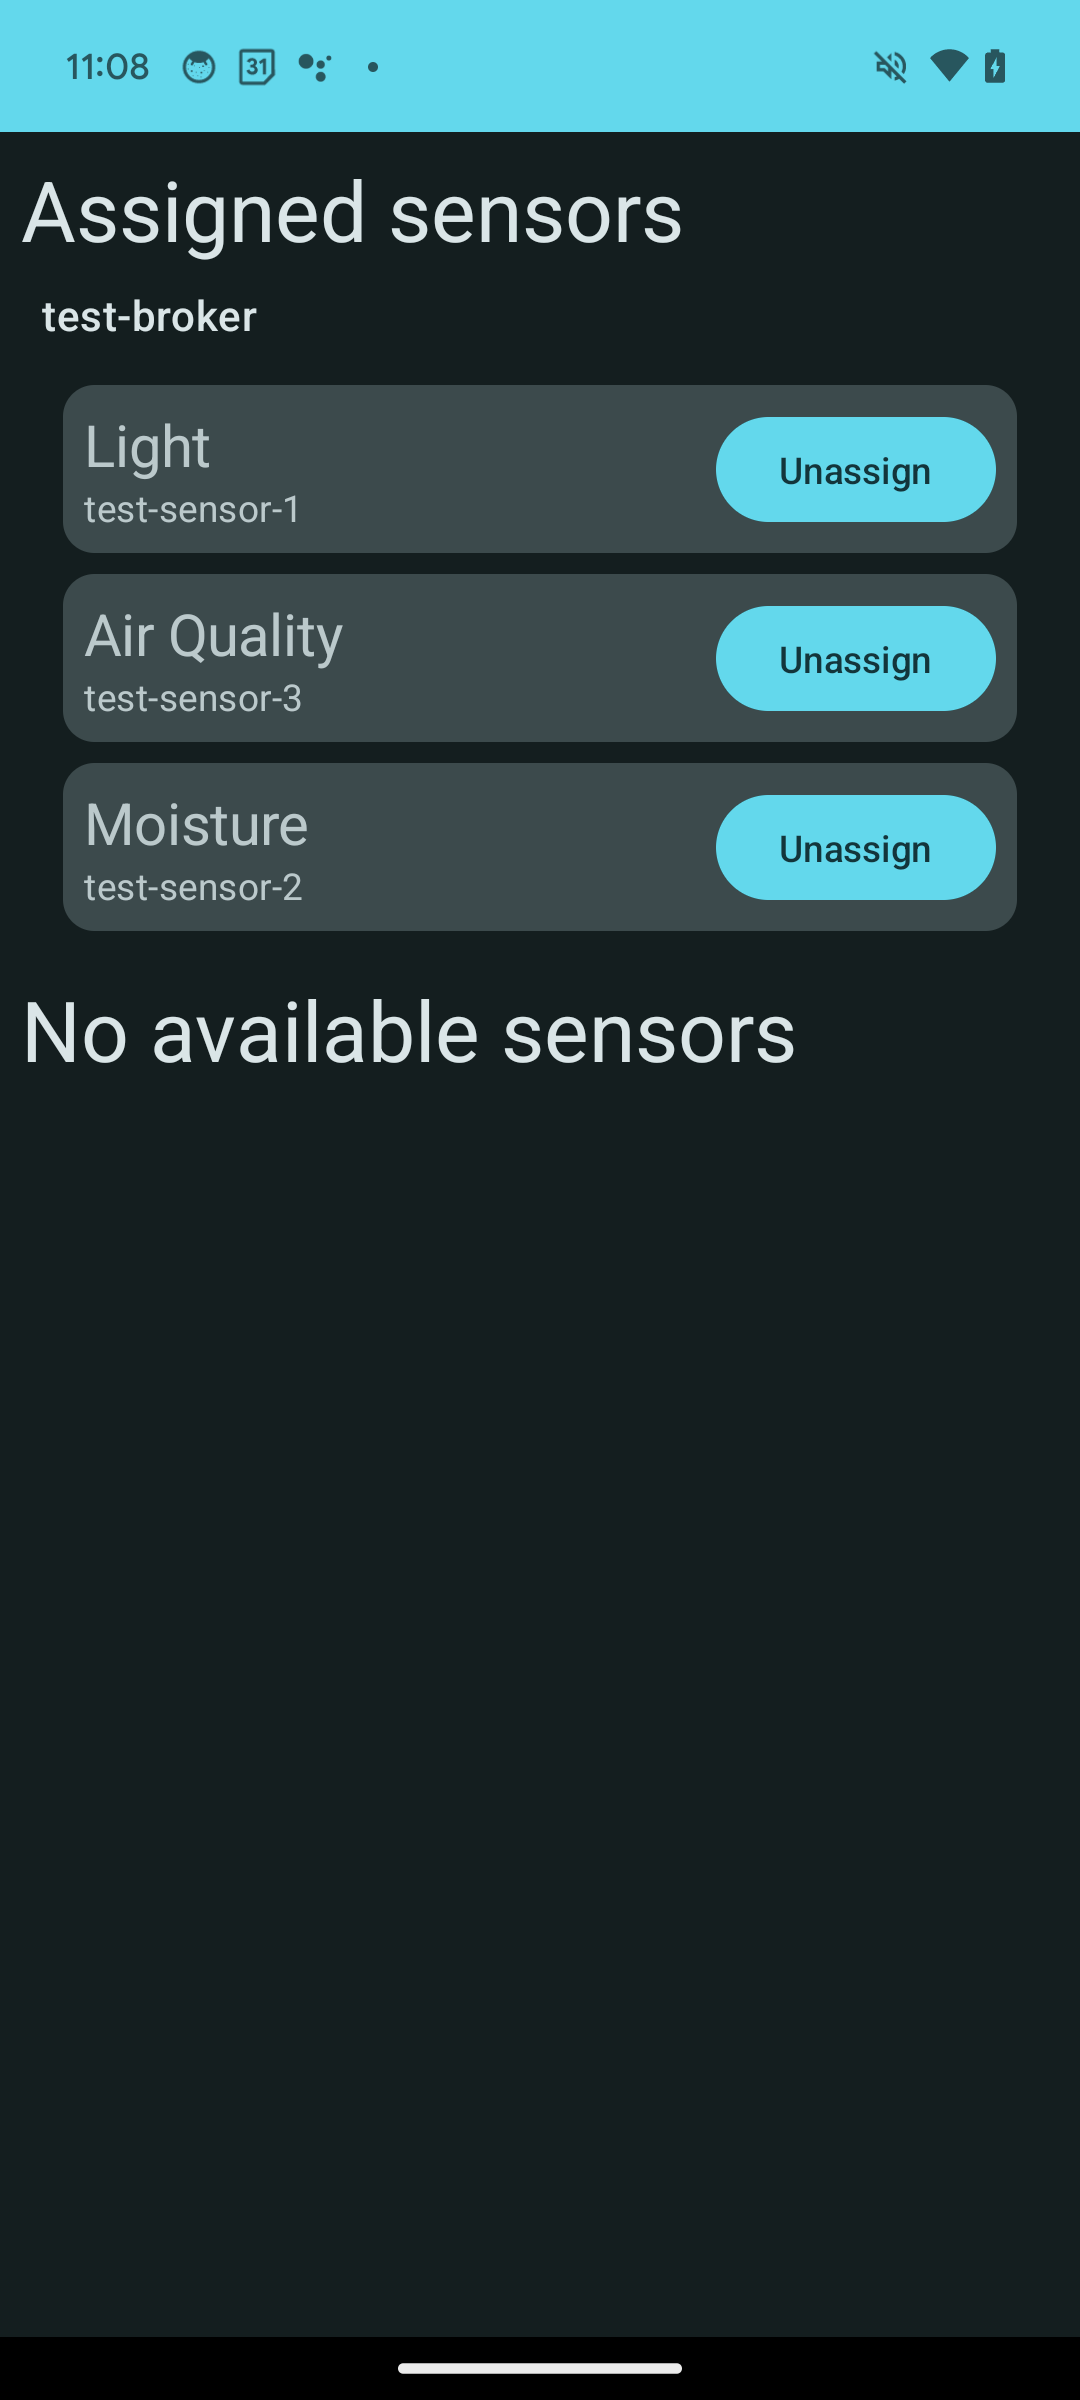 11:08 31
Assigned sensors
test-broker
Light
test-sensor-1
Unassign
Air Quality
test-sensor-3
Unassign
Moisture
test-sensor-2
Unassign
No available sensors